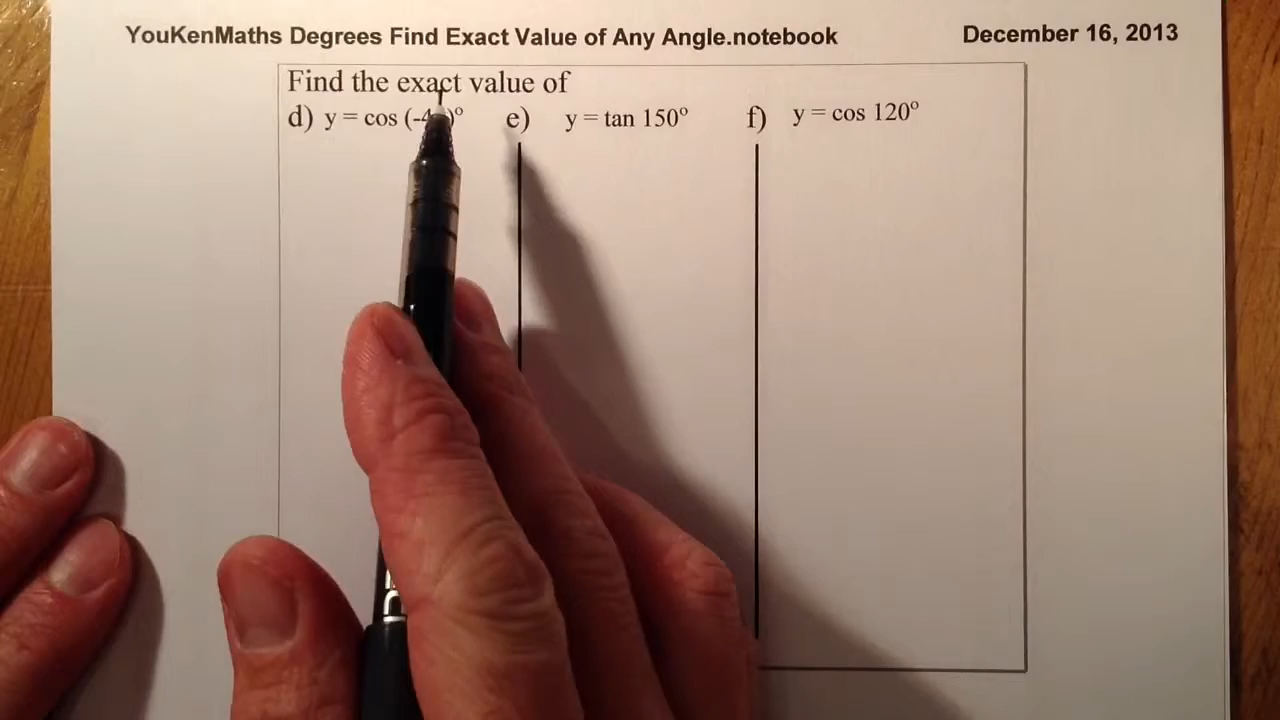 YouKenMaths Degrees Find Exact Value of Any Angle.notebook December 16, 2013
Find the exact value of
d) y = cos (-4 )° e) y = tan 150° f) y = cos 120°